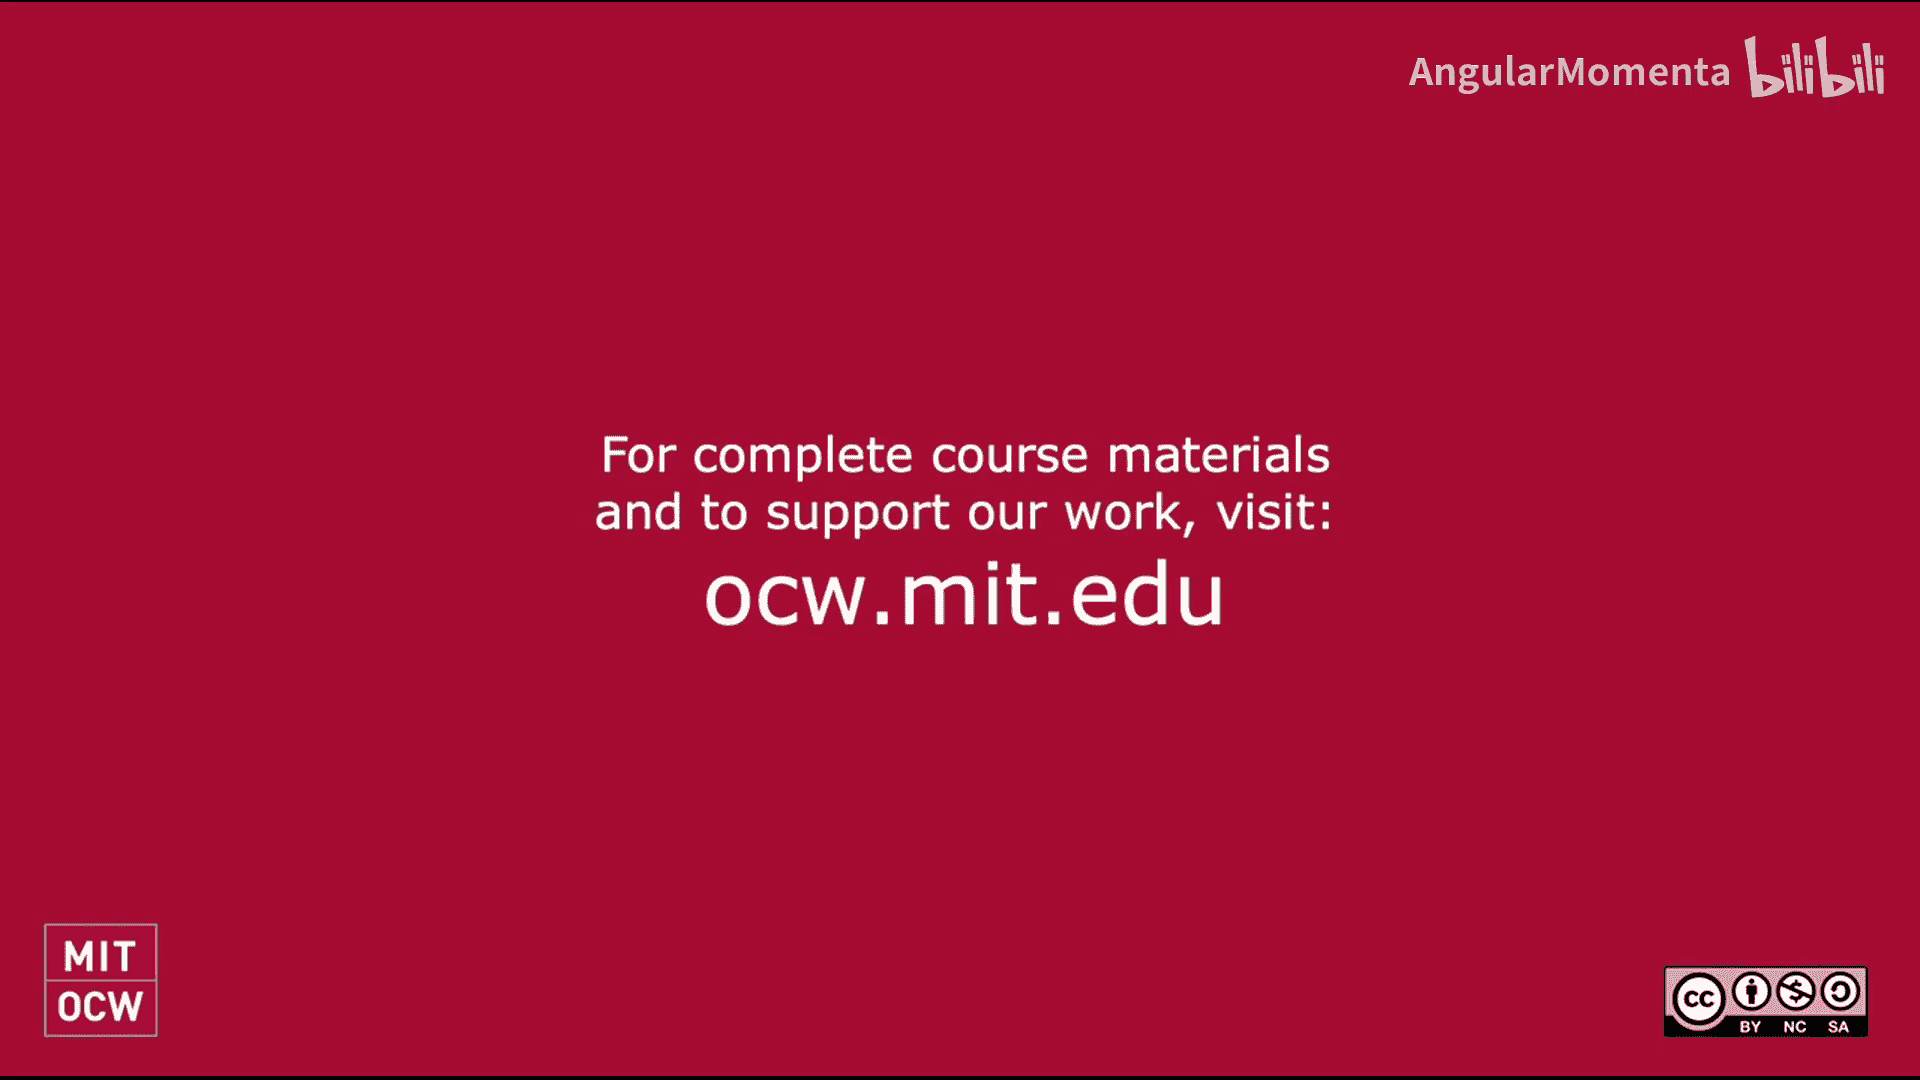 AngularMomenta bilibili
For complete course materials
and to support our work, visit:
ocw.mit.edu
MIT
OCW
cc
BY NC SA